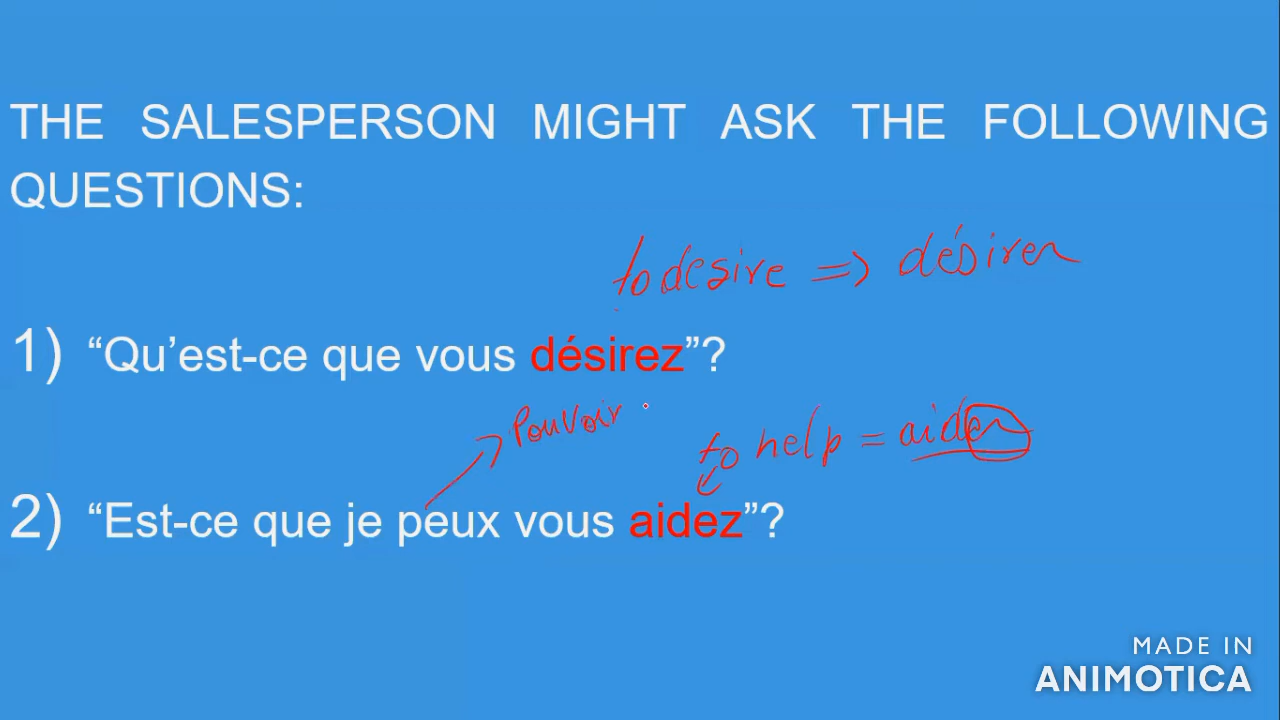 THE SALESPERSON MIGHT ASK THE FOLLOWING
QUESTIONS:
to desire => désirer
1) “Qu’est-ce que vous désirez”?
Pouvoir
to help = aider
2) “Est-ce que je peux vous aidez”?
MADE IN
ANIMOTICA